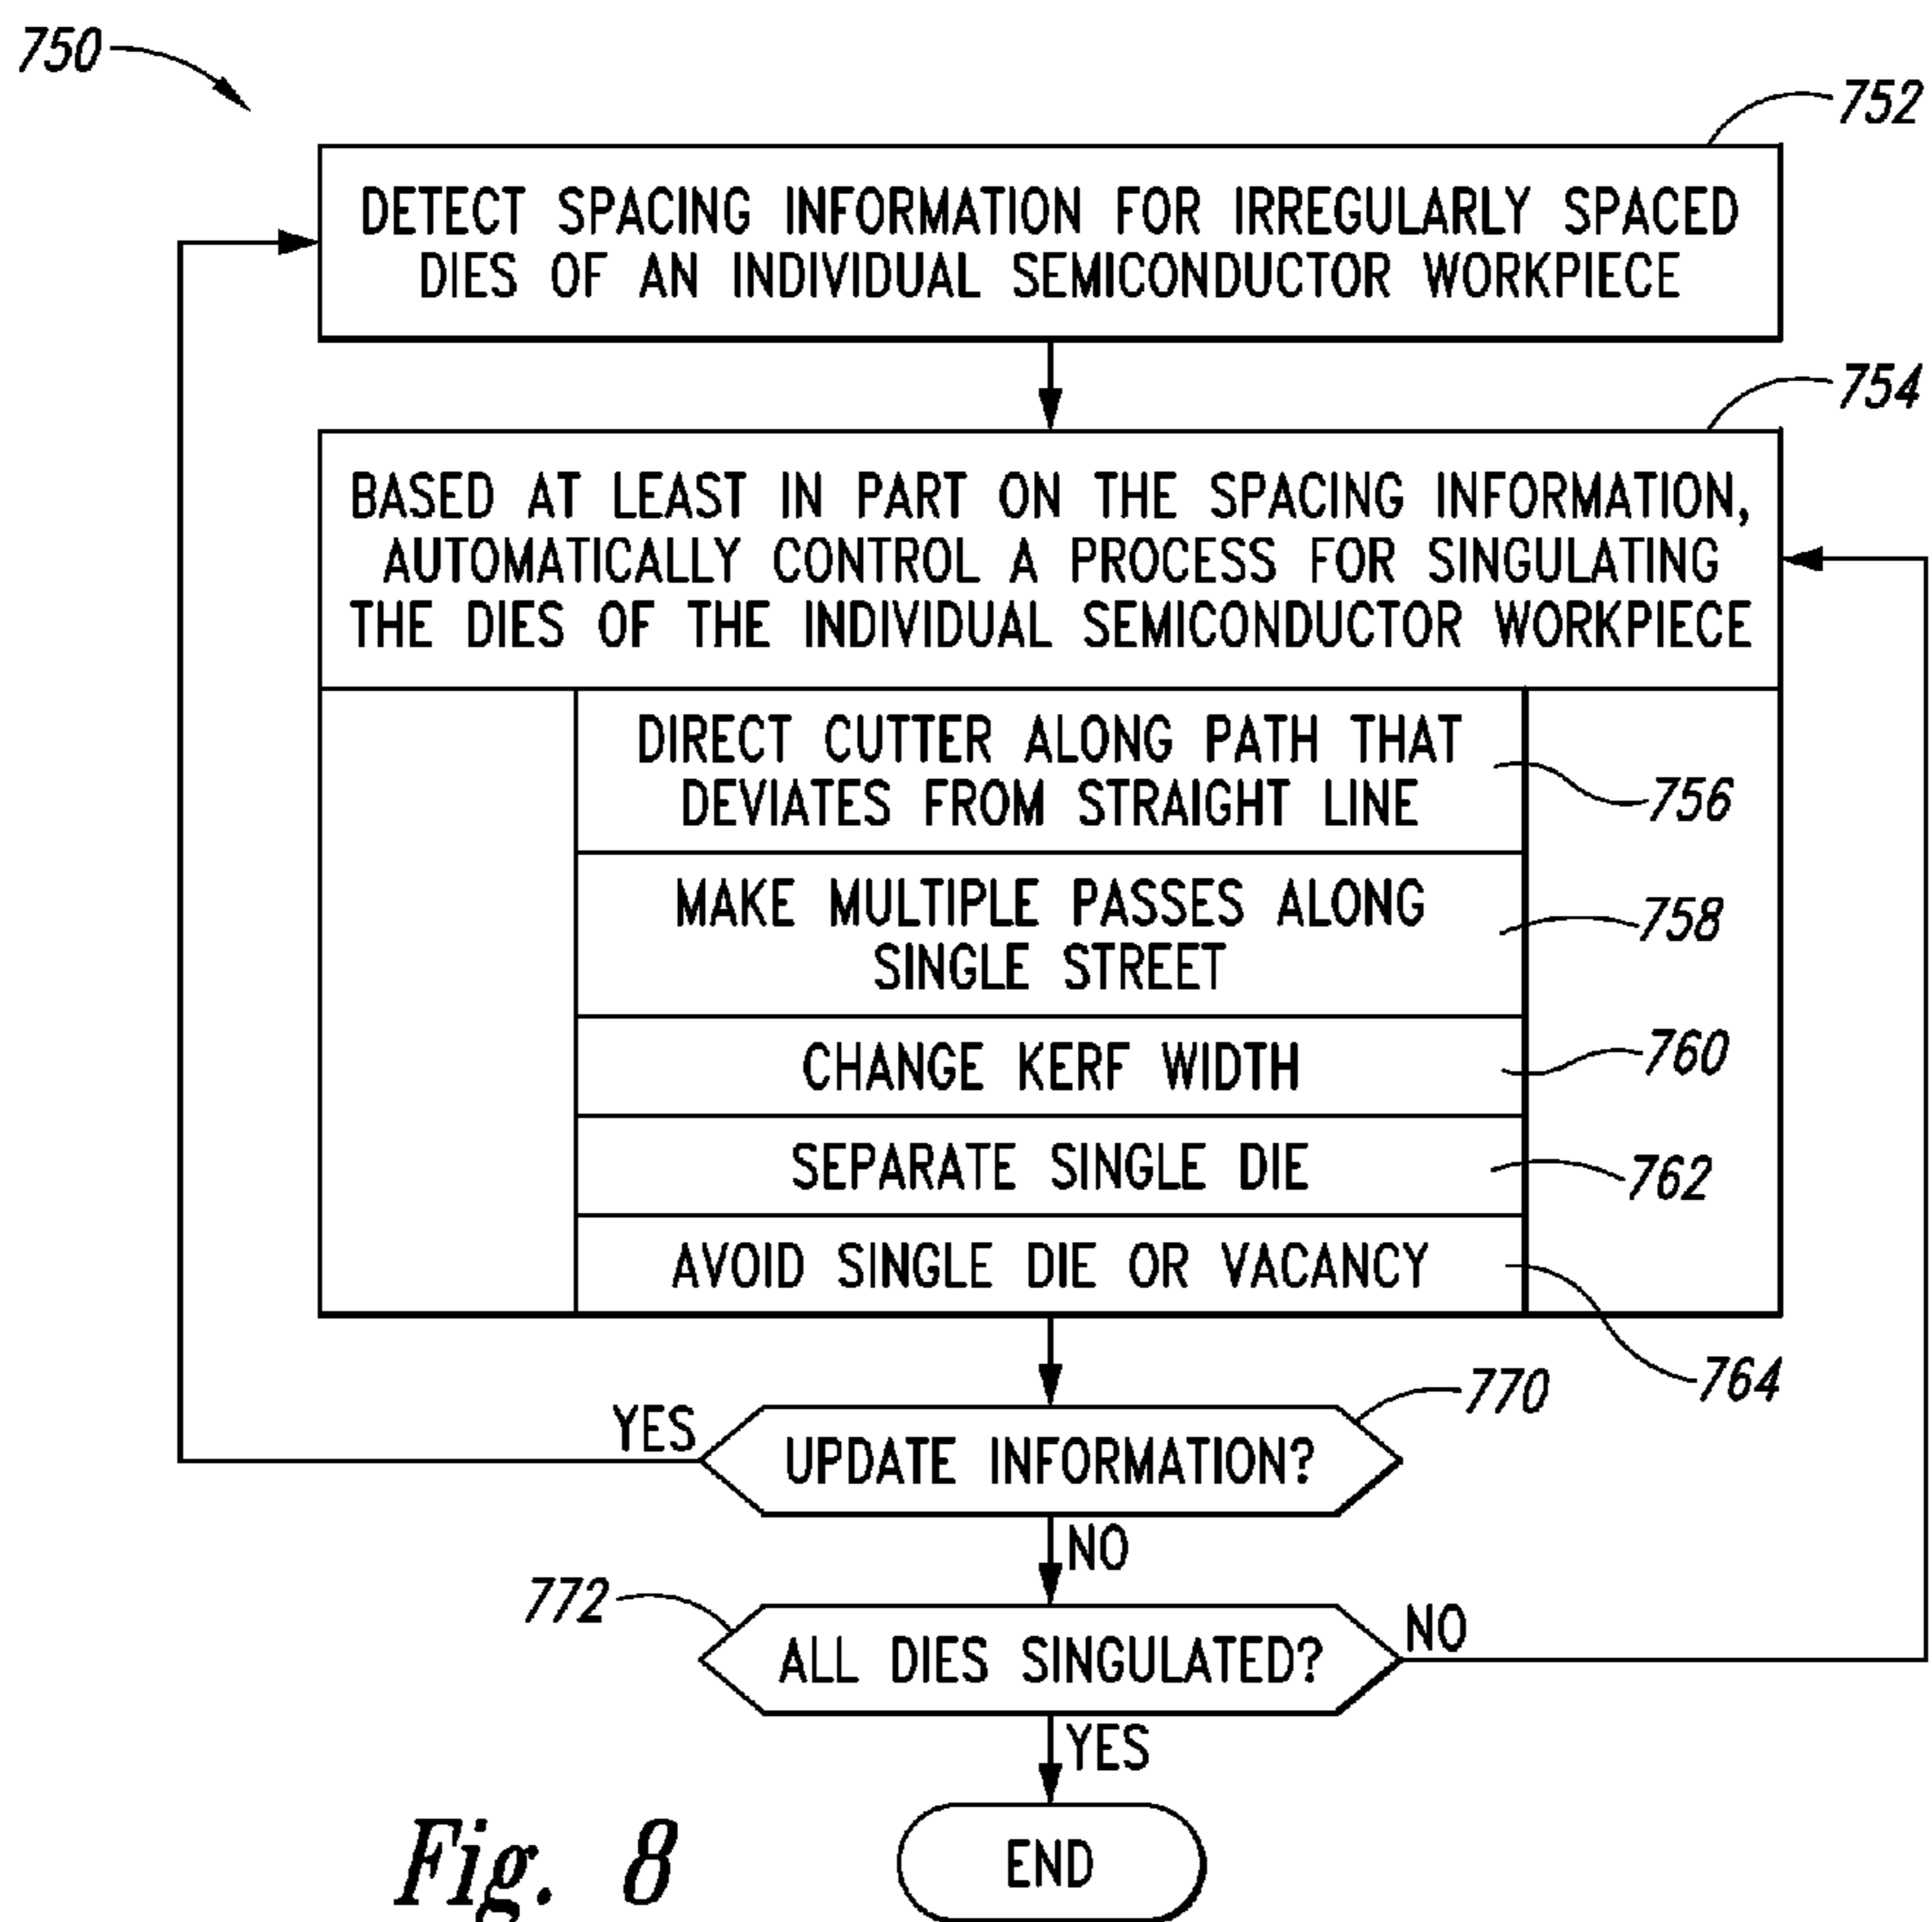 750
752
DETECT SPACING INFORMATION FOR IRREGULARLY SPACED
DIES OF AN INDIVIDUAL SEMICONDUCTOR WORKPIECE
754
BASED AT LEAST IN PART ON THE SPACING INFORMATION,
AUTOMATICALLY CONTROL A PROCESS FOR SINGULATING
THE DIES OF THE INDIVIDUAL SEMICONDUCTOR WORKPIECE
DIRECT CUTTER ALONG PATH THAT
DEVIATES FROM STRAIGHT LINE
756
MAKE MULTIPLE PASSES ALONG
SINGLE STREET
758
CHANGE KERF WIDTH
760
SEPARATE SINGLE DIE
762
AVOID SINGLE DIE OR VACANCY
764
770
YES
UPDATE INFORMATION?
NO
772
ALL DIES SINGULATED?
NO
YES
END
Fig. 8